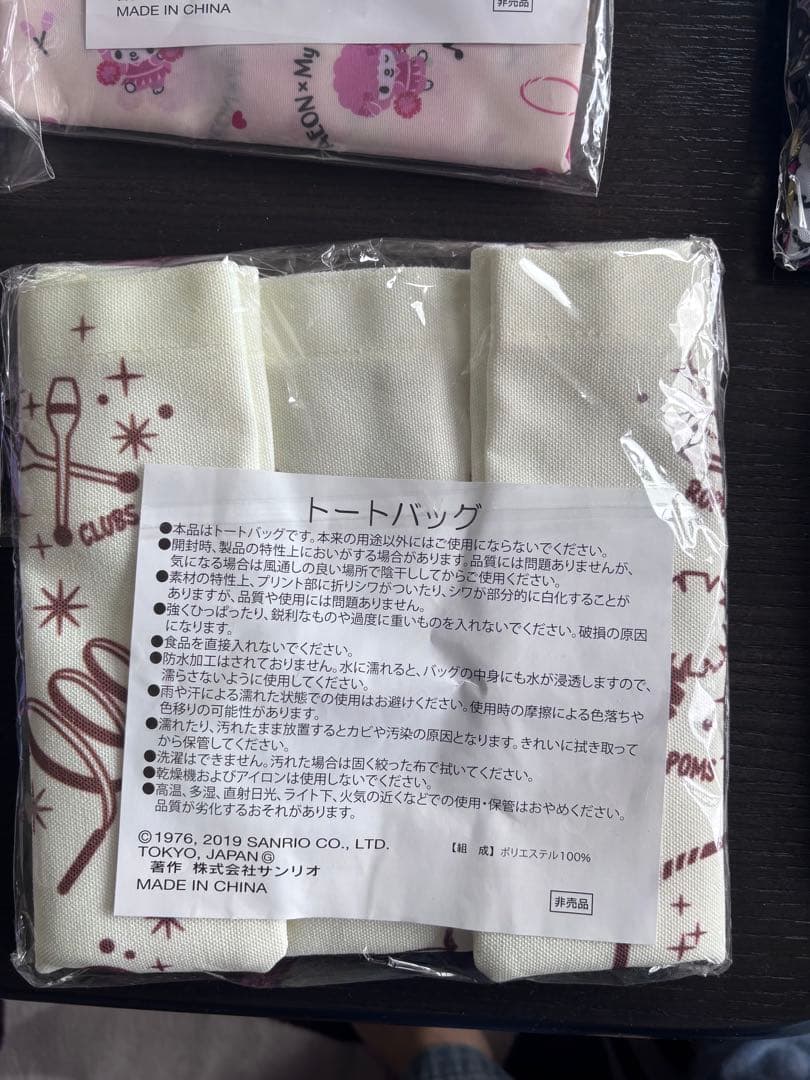 MADE IN CHINA
非売品
AEON×My
トートバッグ
●本品はトートバッグです。本来の用途以外にはご使用にならないでください。
●開封時、製品の特性上においがする場合があります。品質には問題ありませんが、
気になる場合は風通しの良い場所で陰干ししてからご使用ください。
●素材の特性上、プリント部に折りシワがついたり、シワが部分的に白化することが
ありますが、品質や使用には問題ありません。
●強くひっぱったり、鋭利なものや過度に重いものを入れないでください。破損の原因
になります。
●食品を直接入れないでください。
●防水加工はされておりません。水に濡れると、バッグの中身にも水が浸透しますので、
濡らさないように使用してください。
●雨や汗による濡れた状態での使用はお避けください。使用時の摩擦による色落ちや
色移りの可能性があります。
●濡れたり、汚れたまま放置するとカビや汚染の原因となります。きれいに拭き取って
から保管してください。
●洗濯はできません。汚れた場合は固く絞った布で拭いてください。
●乾燥機およびアイロンは使用しないでください。
●高温、多湿、直射日光、ライト下、火気の近くなどでの使用・保管はおやめください。
品質が劣化するおそれがあります。
©1976, 2019 SANRIO CO., LTD.
TOKYO, JAPAN Ⓖ
著作 株式会社サンリオ
MADE IN CHINA
【組 成】ポリエステル100%
非売品
CLUBS
POMS